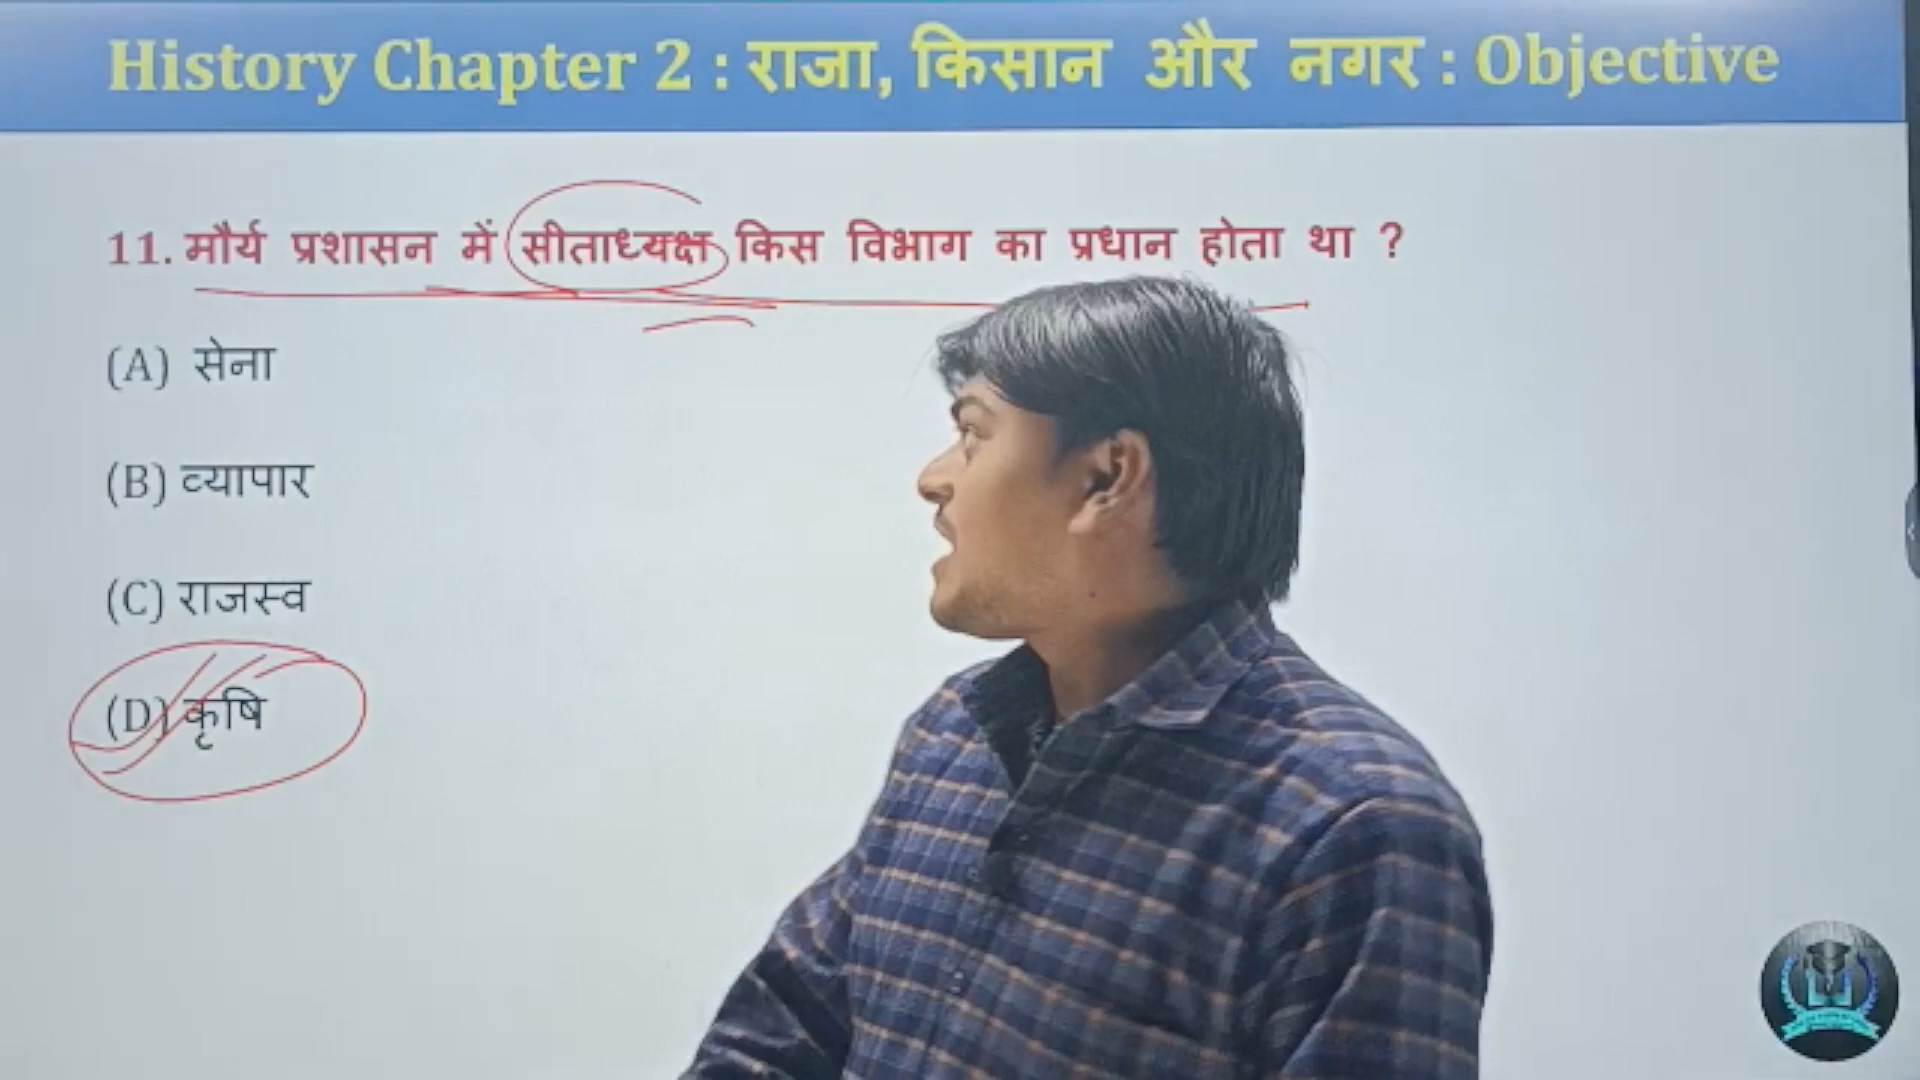 History Chapter 2 : राजा, किसान और नगर : Objective
11. मौर्य प्रशासन में सीताध्यक्ष किस विभाग का प्रधान होता था ?
(A) सेना
(B) व्यापार
(C) राजस्व
(D) कृषि